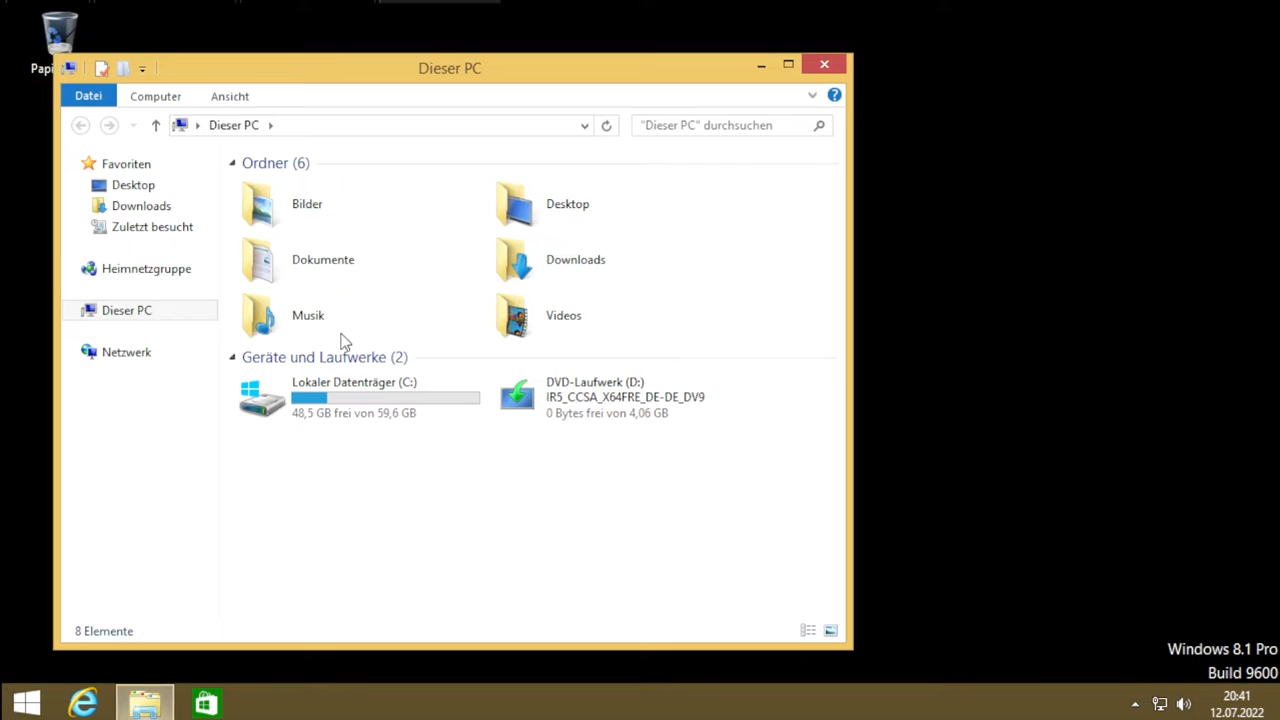 Papi
Dieser PC
Datei
Computer
Ansicht
Dieser PC
"Dieser PC" durchsuchen
Favoriten
Desktop
Downloads
Zuletzt besucht
Heimnetzgruppe
Dieser PC
Netzwerk
Ordner (6)
Bilder
Desktop
Dokumente
Downloads
Musik
Videos
Geräte und Laufwerke (2)
Lokaler Datenträger (C:)
48,5 GB frei von 59,6 GB
DVD-Laufwerk (D:)
IR5_CCSA_X64FRE_DE-DE_DV9
0 Bytes frei von 4,06 GB
8 Elemente
Windows 8.1 Pro
Build 9600
20:41
12.07.2022